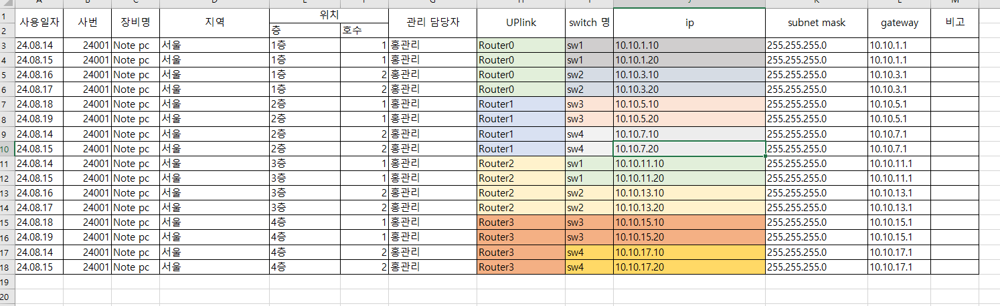 1 사용일자 사번 장비명 지역 위치 관리 담당자 UPlink switch 명 ip subnet mask gateway 비고
2 층 호수
3 24.08.14 24001 Note pc 서울 1층 1 홍관리 Router0 sw1 10.10.1.10 255.255.255.0 10.10.1.1
4 24.08.15 24001 Note pc 서울 1층 1 홍관리 Router0 sw1 10.10.1.20 255.255.255.0 10.10.1.1
5 24.08.16 24001 Note pc 서울 1층 2 홍관리 Router0 sw2 10.10.3.10 255.255.255.0 10.10.3.1
6 24.08.17 24001 Note pc 서울 1층 2 홍관리 Router0 sw2 10.10.3.20 255.255.255.0 10.10.3.1
7 24.08.18 24001 Note pc 서울 2층 1 홍관리 Router1 sw3 10.10.5.10 255.255.255.0 10.10.5.1
8 24.08.19 24001 Note pc 서울 2층 1 홍관리 Router1 sw3 10.10.5.20 255.255.255.0 10.10.5.1
9 24.08.14 24001 Note pc 서울 2층 2 홍관리 Router1 sw4 10.10.7.10 255.255.255.0 10.10.7.1
10 24.08.15 24001 Note pc 서울 2층 2 홍관리 Router1 sw4 10.10.7.20 255.255.255.0 10.10.7.1
11 24.08.14 24001 Note pc 서울 3층 1 홍관리 Router2 sw1 10.10.11.10 255.255.255.0 10.10.11.1
12 24.08.15 24001 Note pc 서울 3층 1 홍관리 Router2 sw1 10.10.11.20 255.255.255.0 10.10.11.1
13 24.08.16 24001 Note pc 서울 3층 2 홍관리 Router2 sw2 10.10.13.10 255.255.255.0 10.10.13.1
14 24.08.17 24001 Note pc 서울 3층 2 홍관리 Router2 sw2 10.10.13.20 255.255.255.0 10.10.13.1
15 24.08.18 24001 Note pc 서울 4층 1 홍관리 Router3 sw3 10.10.15.10 255.255.255.0 10.10.15.1
16 24.08.19 24001 Note pc 서울 4층 1 홍관리 Router3 sw3 10.10.15.20 255.255.255.0 10.10.15.1
17 24.08.14 24001 Note pc 서울 4층 2 홍관리 Router3 sw4 10.10.17.10 255.255.255.0 10.10.17.1
18 24.08.15 24001 Note pc 서울 4층 2 홍관리 Router3 sw4 10.10.17.20 255.255.255.0 10.10.17.1
19
20